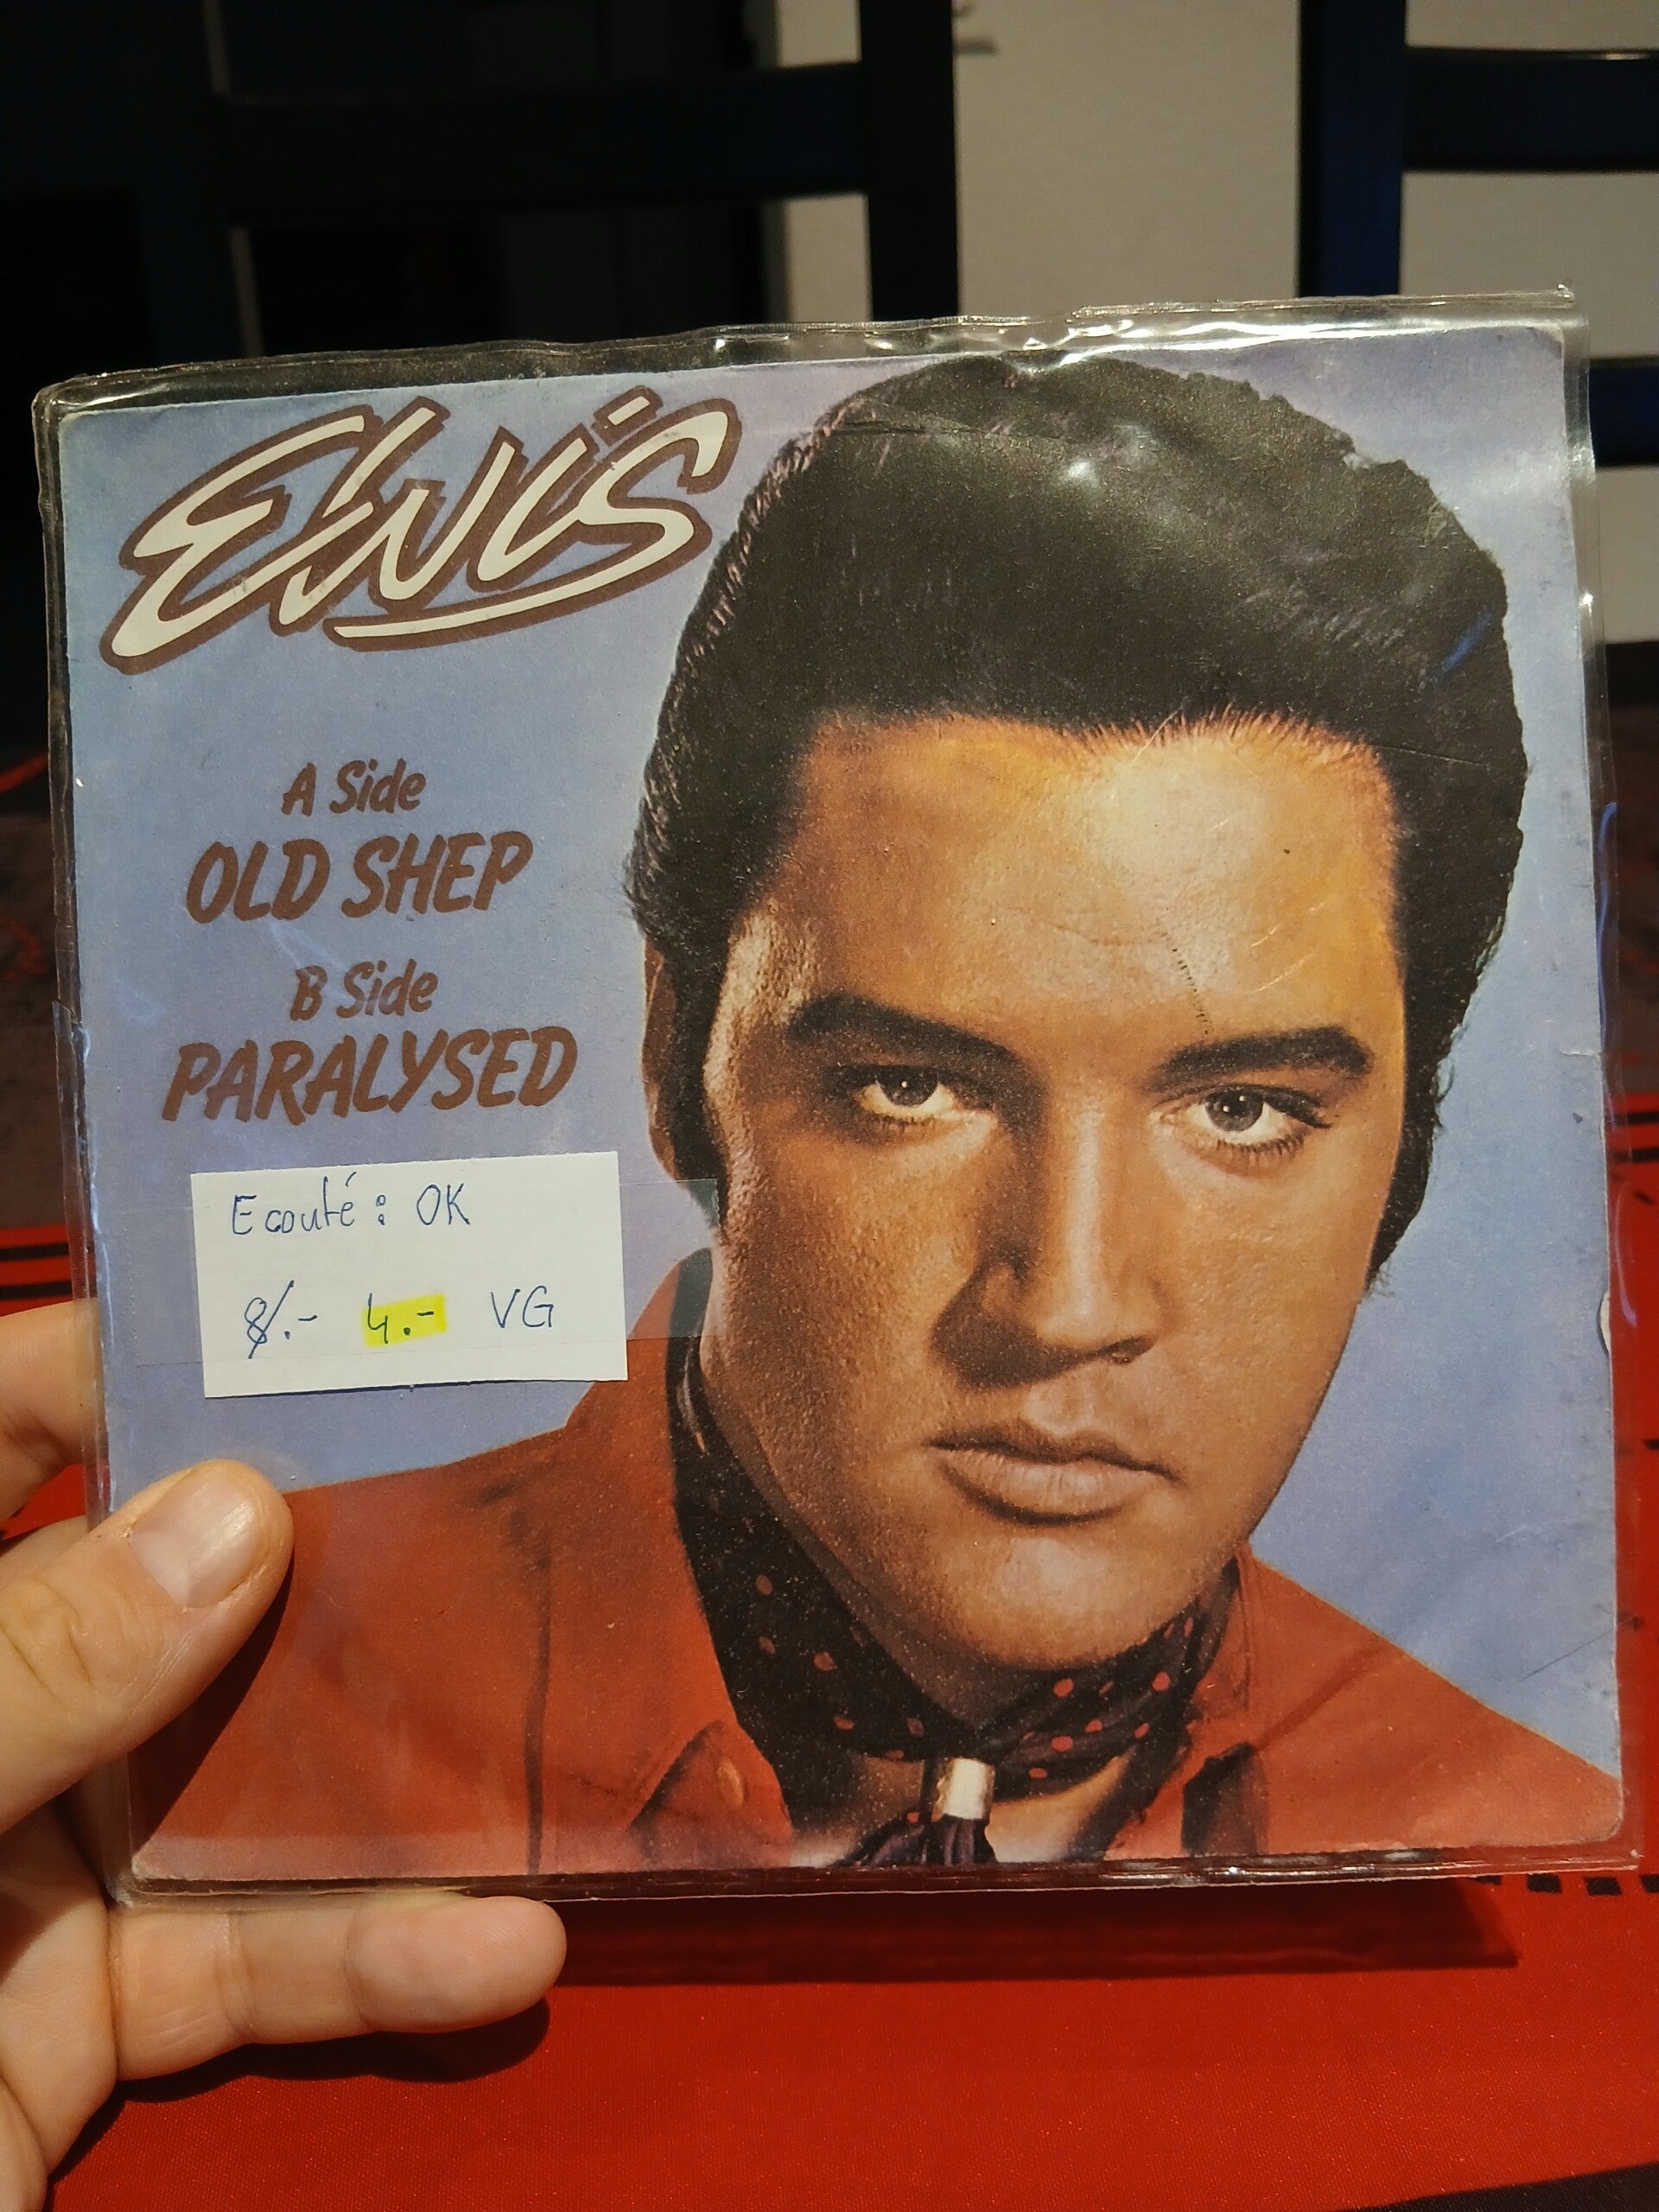 Elvis
A Side
OLD SHEP
B Side
PARALYSED
Ecouté : OK
8.- 4.- VG